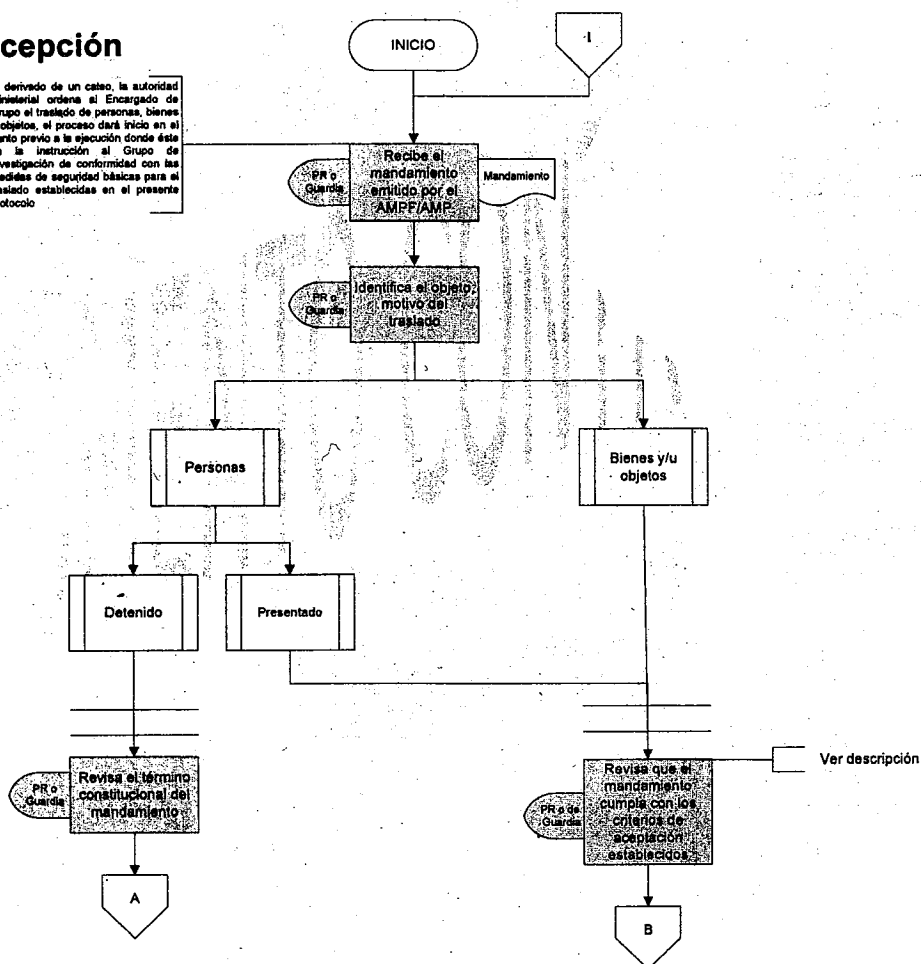 cepción
INICIO
I
derivado de un cateo, la autoridad
ministerial ordena al Encargado de
rupo el traslado de personas, bienes
objetos, el proceso dará inicio en el
nto previo a la ejecución donde éste
la instrucción al Grupo de
vestigación de conformidad con las
edidas de seguridad básicas para el
aslado establecidas en el presente
otocolo
PR o
Guardia
Recibe el
mandamiento
emitido por el
AMPF/AMP
Mandamiento
PR o
Guardia
Identifica el objeto
motivo del
traslado
Personas
Bienes y/u
objetos
Detenido
Presentado
PR o
Guardia
Revisa el término
constitucional del
mandamiento
PR o de
Guardia
Revisa que el
mandamiento
cumpla con los
criterios de
aceptación
establecidos
Ver descripción
A
B